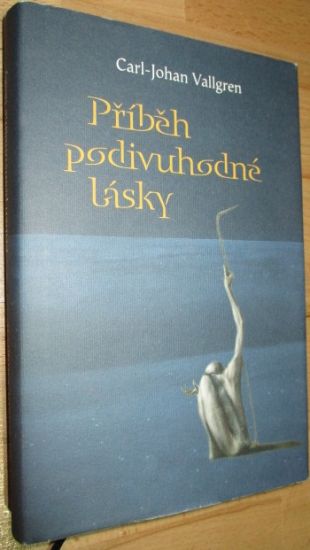 Carl-Johan Vallgren
Příběh
podivuhodné
lásky